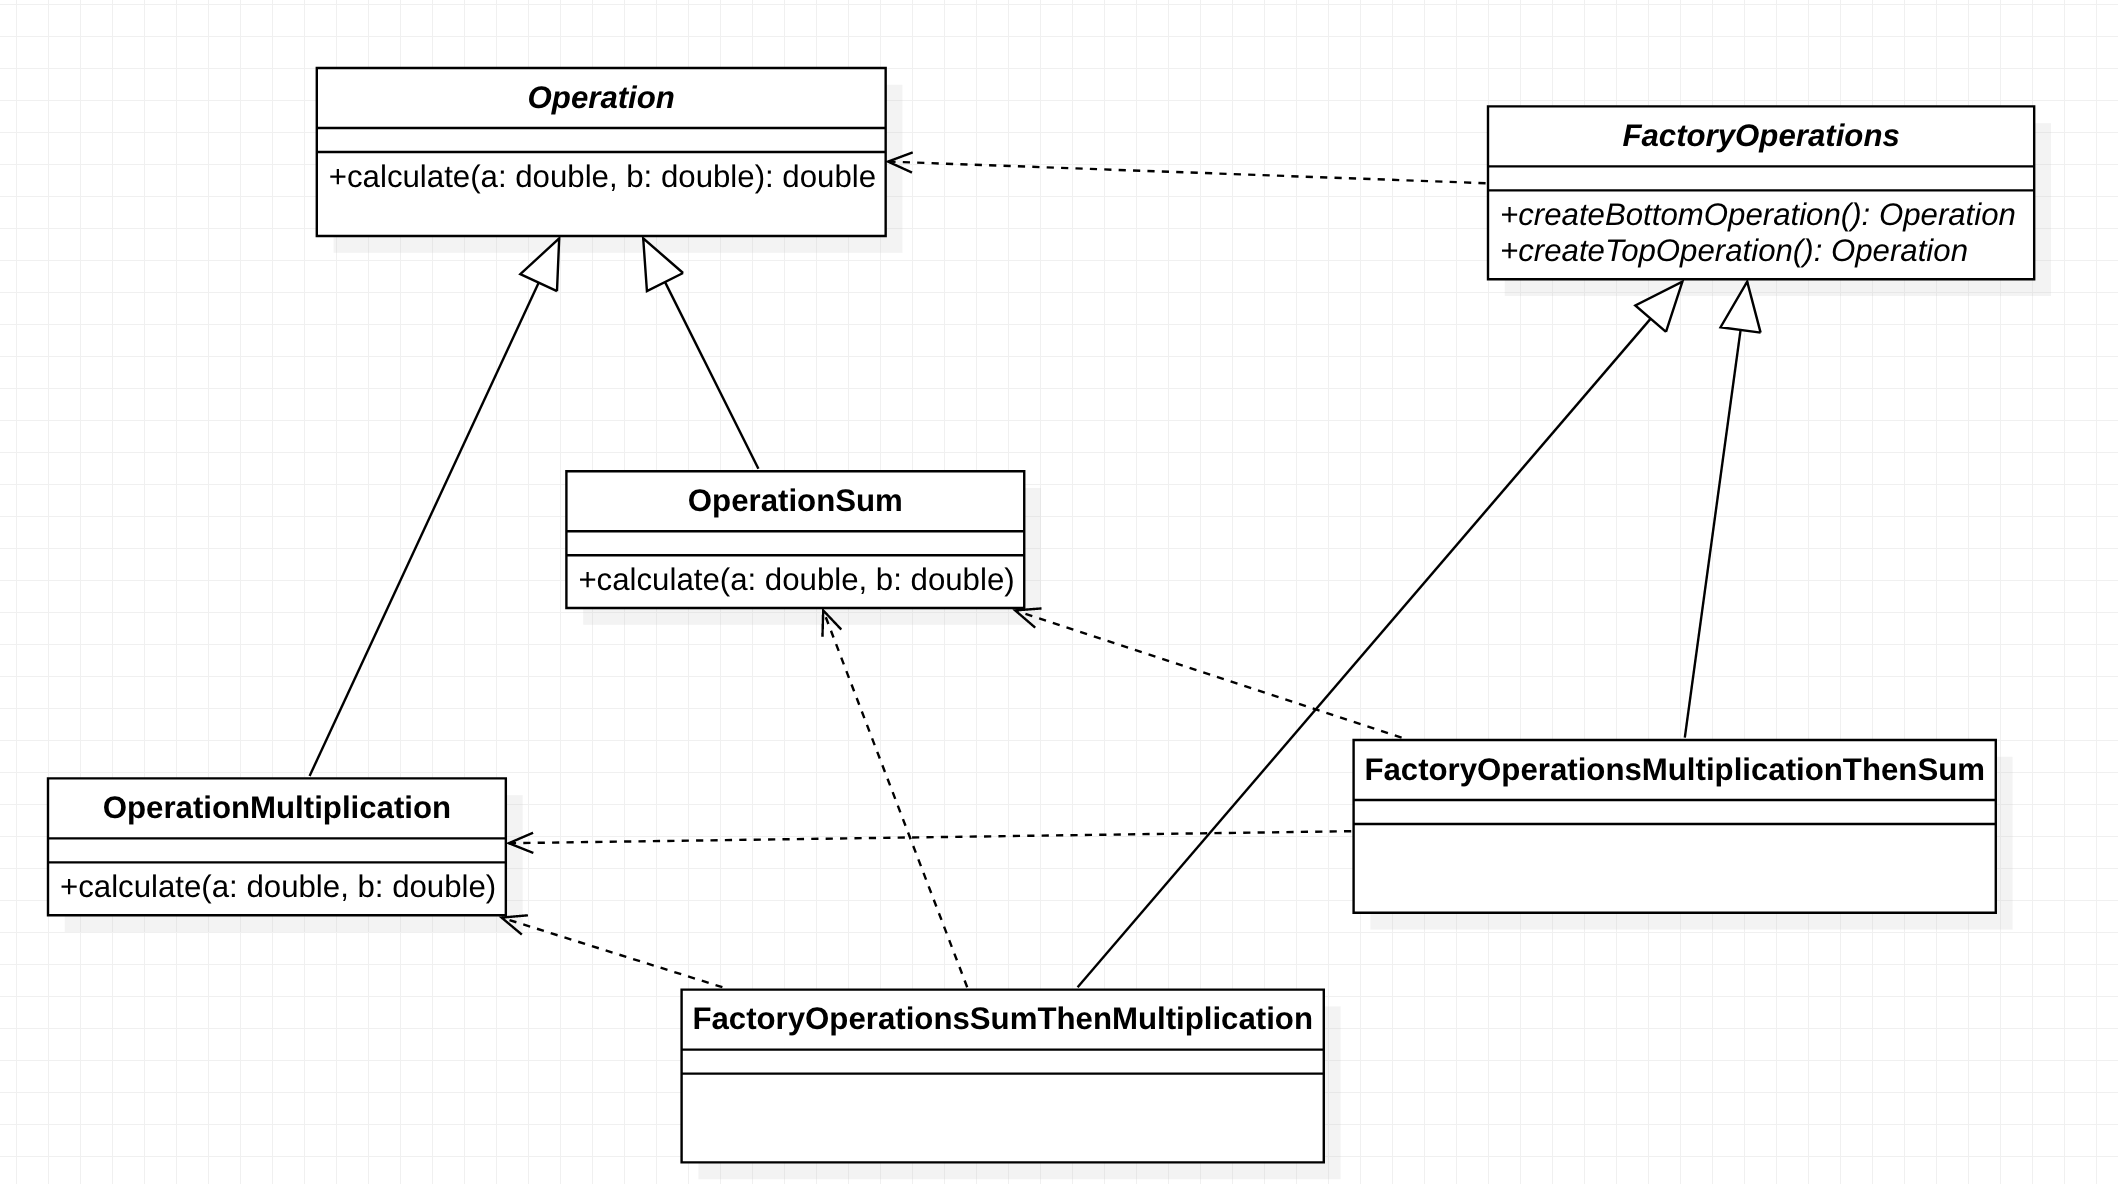 Operation
+calculate(a: double, b: double): double
FactoryOperations
+createBottomOperation(): Operation
+createTopOperation(): Operation
OperationSum
+calculate(a: double, b: double)
FactoryOperationsMultiplicationThenSum
OperationMultiplication
+calculate(a: double, b: double)
FactoryOperationsSumThenMultiplication